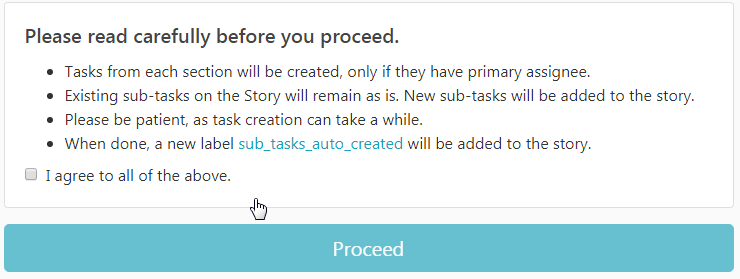 Please read carefully before you proceed.
Tasks from each section will be created, only if they have primary assignee.
Existing sub-tasks on the Story will remain as is. New sub-tasks will be added to the story.
Please be patient, as task creation can take a while.
When done, a new label sub_tasks_auto_created will be added to the story.
I agree to all of the above.
Proceed